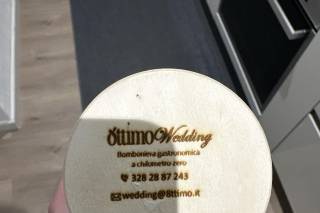 8ttimo Wedding
Bomboniera gastronomica
a chilometro zero
328 28 87 243
wedding@8ttimo.it